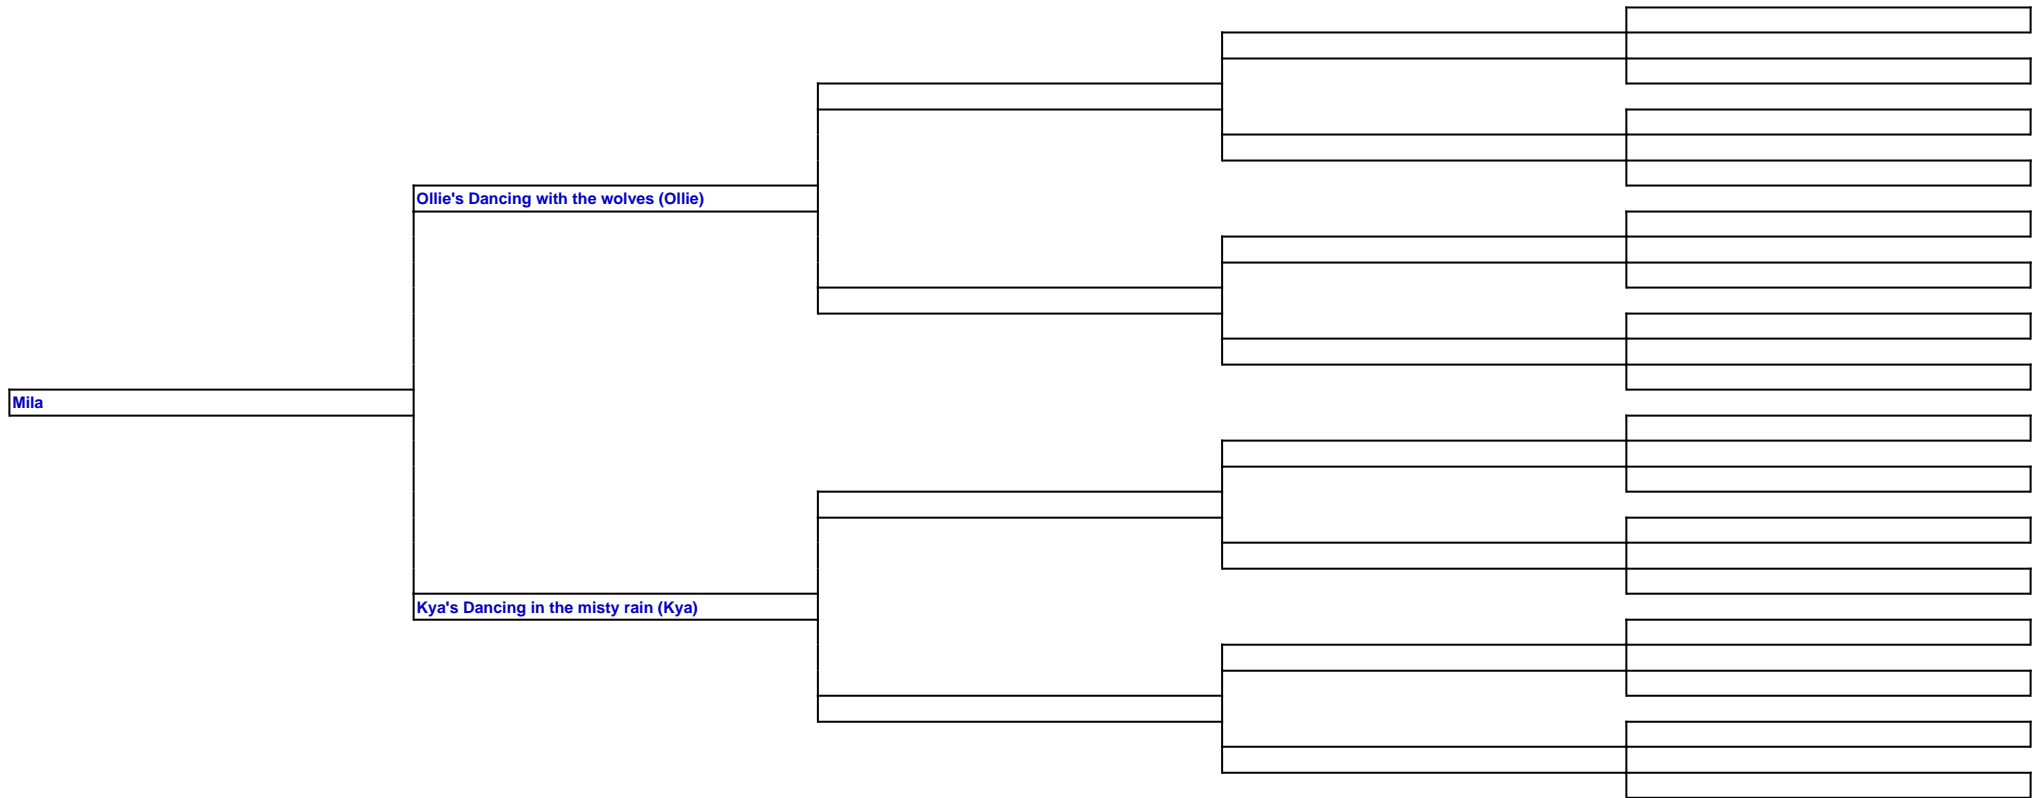 Ollie's Dancing with the wolves (Ollie)
Mila
Kya's Dancing in the misty rain (Kya)